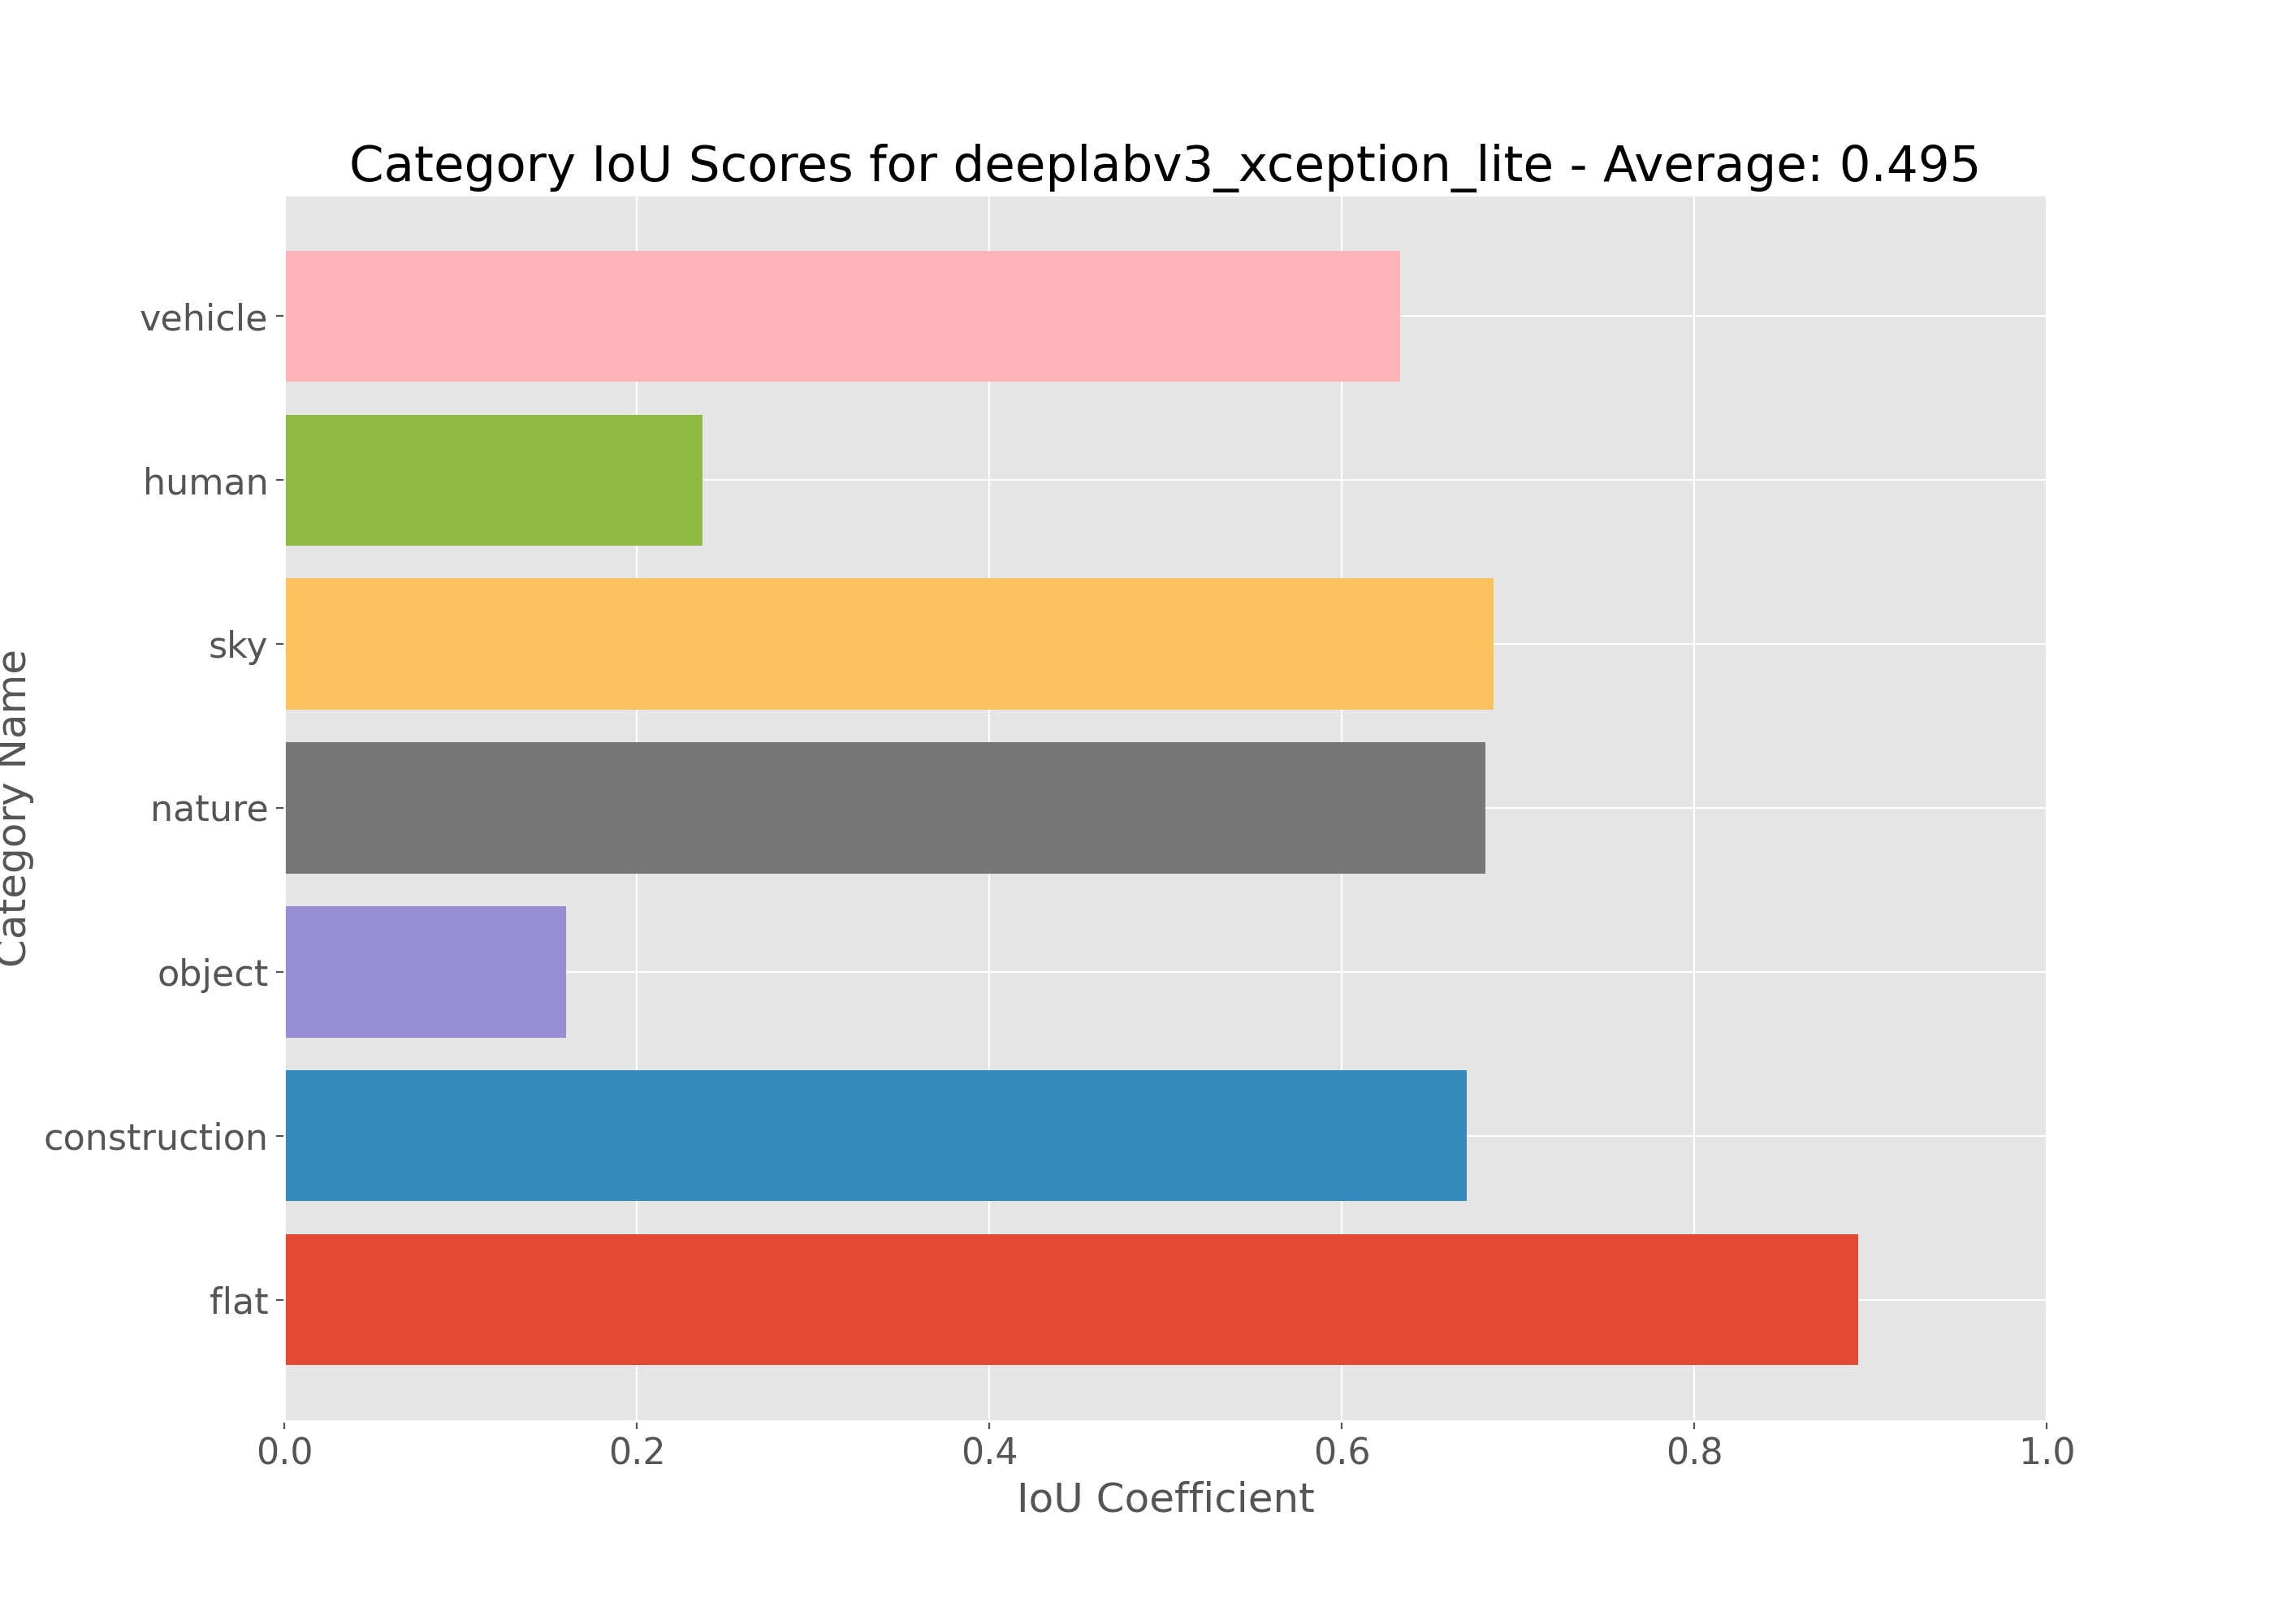 Category IoU Scores for deeplabv3_xception_lite - Average: 0.495
vehicle
human
sky
nature
object
construction
flat
Category Name
0.0 0.2 0.4 0.6 0.8 1.0
IoU Coefficient